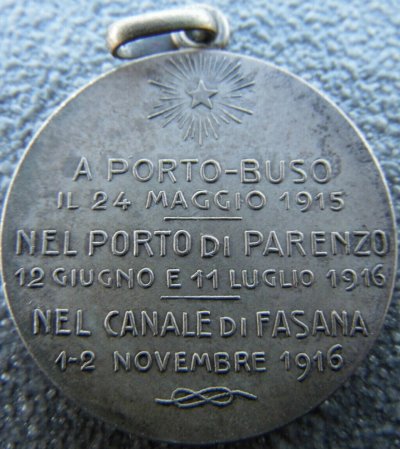 A PORTO-BUSO
IL 24 MAGGIO 1915
NEL PORTO DI PARENZO
12 GIUGNO E 11 LUGLIO 1916
NEL CANALE DI FASANA
1-2 NOVEMBRE 1916